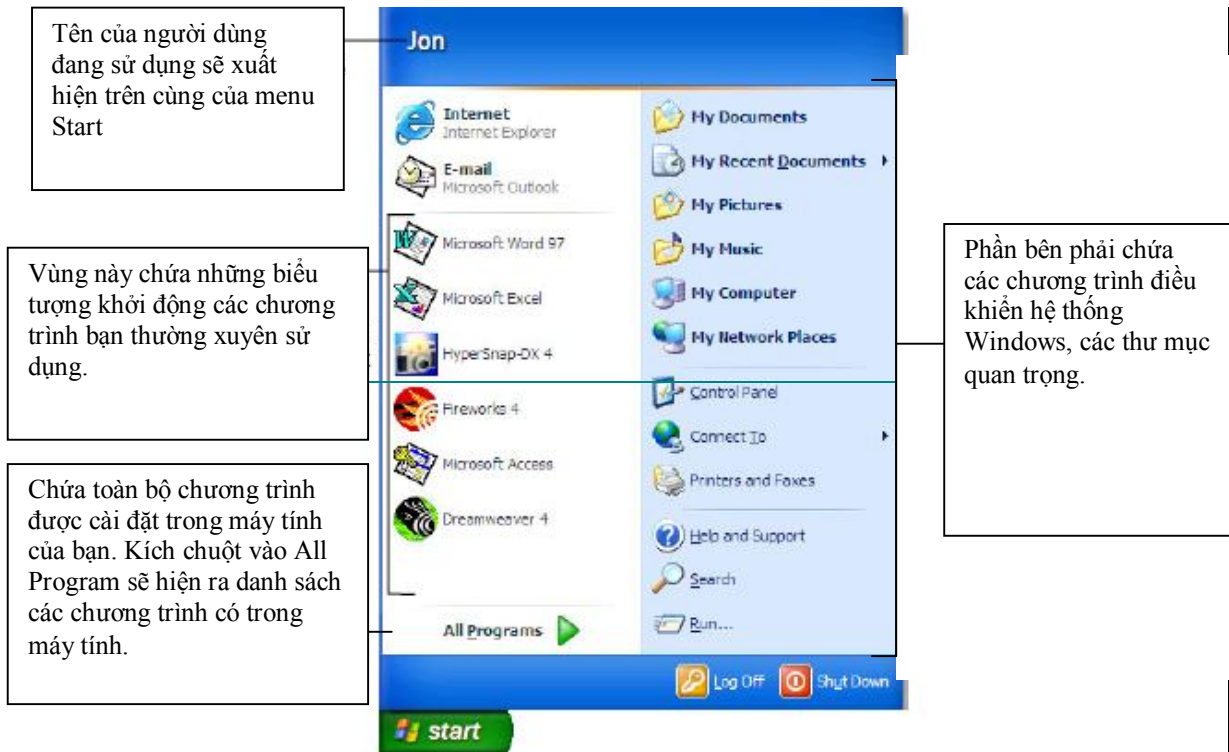 Tên của người dùng
đang sử dụng sẽ xuất
hiện trên cùng của menu
Start
Vùng này chứa những biểu
tượng khởi động các chương
trình bạn thường xuyên sử
dụng.
Chứa toàn bộ chương trình
được cài đặt trong máy tính
của bạn. Kích chuột vào All
Program sẽ hiện ra danh sách
các chương trình có trong
máy tính.
Jon
Internet
Internet Explorer
E-mail
Microsoft Outlook
Microsoft Word 97
Microsoft Excel
HyperSnap-DX 4
Fireworks 4
Microsoft Access
Dreamweaver 4
All Programs
My Documents
My Recent Documents
My Pictures
My Music
My Computer
My Network Places
Control Panel
Connect To
Printers and Faxes
Help and Support
Search
Run...
Log Off
Shut Down
start
Phần bên phải chứa
các chương trình điều
khiển hệ thống
Windows, các thư mục
quan trọng.